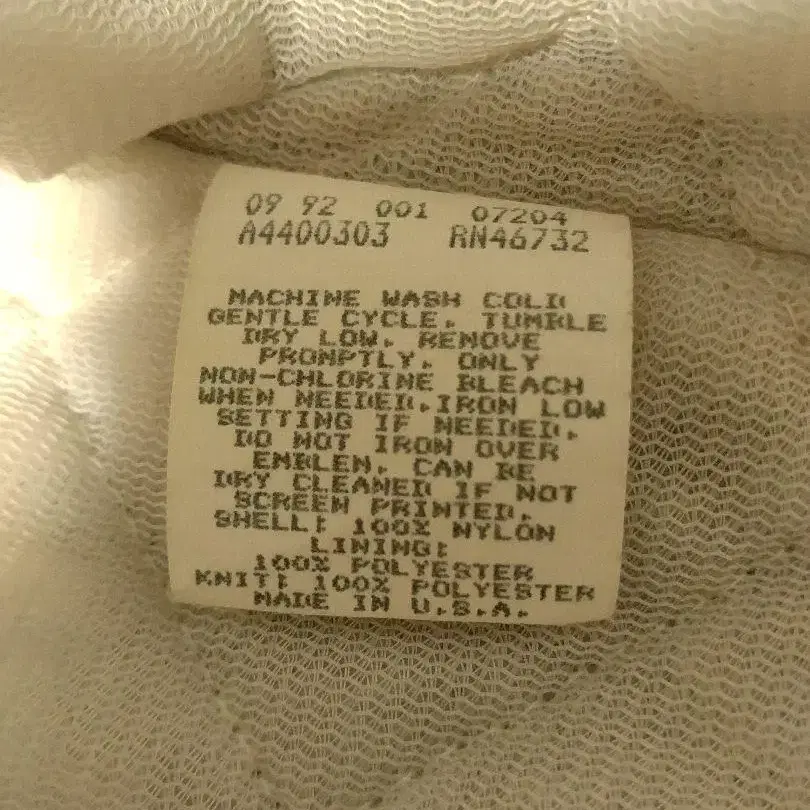 09 92 001 07204
A4400303 RN46732
MACHINE WASH COLD
GENTLE CYCLE. TUMBLE
DRY LOW. REMOVE
PROMPTLY. ONLY
NON-CHLORINE BLEACH
WHEN NEEDED.IRON LOW
SETTING IF NEEDED.
DO NOT IRON OVER
EMBLEM. CAN BE
DRY CLEANED IF NOT
SCREEN PRINTED.
SHELL: 100% NYLON
LINING:
100% POLYESTER
KNIT: 100% POLYESTER
MADE IN U.S.A.